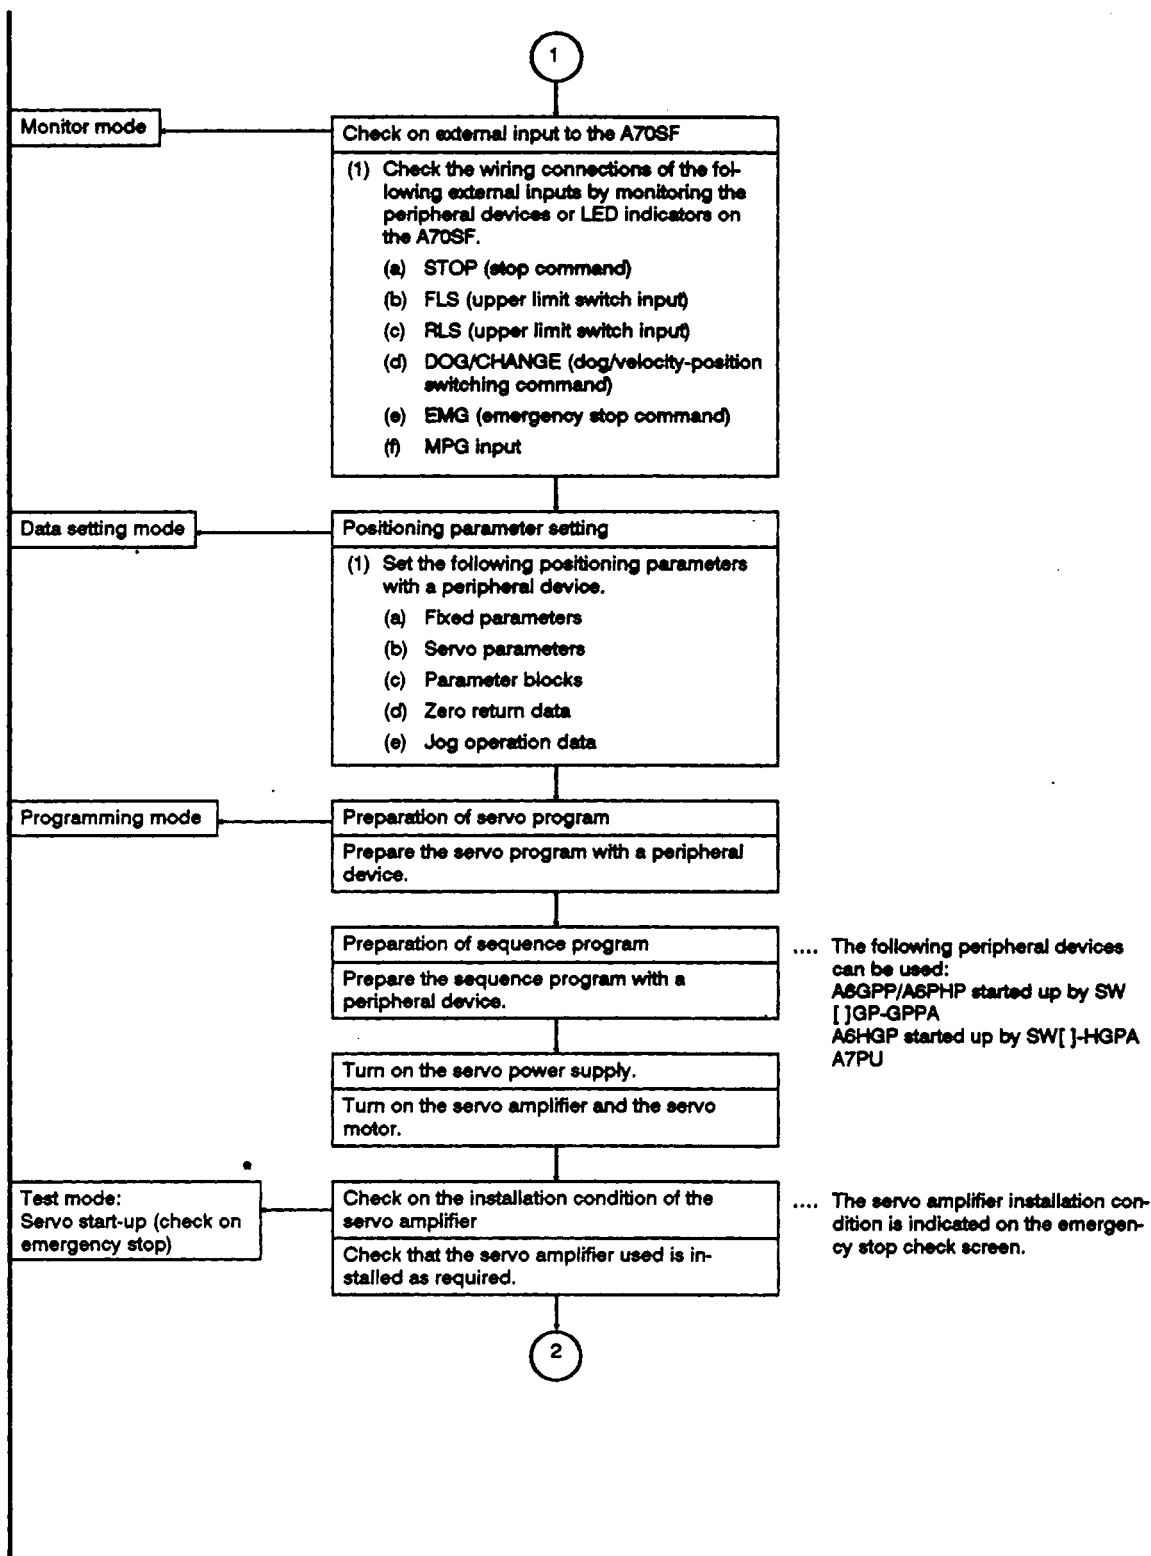 1
Monitor mode
Check on external input to the A70SF
(1) Check the wiring connections of the fol-
lowing external inputs by monitoring the
peripheral devices or LED indicators on
the A70SF.
(a) STOP (stop command)
(b) FLS (upper limit switch input)
(c) RLS (upper limit switch input)
(d) DOG/CHANGE (dog/velocity-position
switching command)
(e) EMG (emergency stop command)
(f) MPG input
Data setting mode
Positioning parameter setting
(1) Set the following positioning parameters
with a peripheral device.
(a) Fixed parameters
(b) Servo parameters
(c) Parameter blocks
(d) Zero return data
(e) Jog operation data
Programming mode
Preparation of servo program
Prepare the servo program with a peripheral
device.
Preparation of sequence program
Prepare the sequence program with a
peripheral device.
.... The following peripheral devices
can be used:
A6GPP/A6PHP started up by SW
[ ]GP-GPPA
A6HGP started up by SW[ ]-HGPA
A7PU
Turn on the servo power supply.
Turn on the servo amplifier and the servo
motor.
*
Test mode:
Servo start-up (check on
emergency stop)
Check on the installation condition of the
servo amplifier
Check that the servo amplifier used is in-
stalled as required.
.... The servo amplifier installation con-
dition is indicated on the emergen-
cy stop check screen.
2